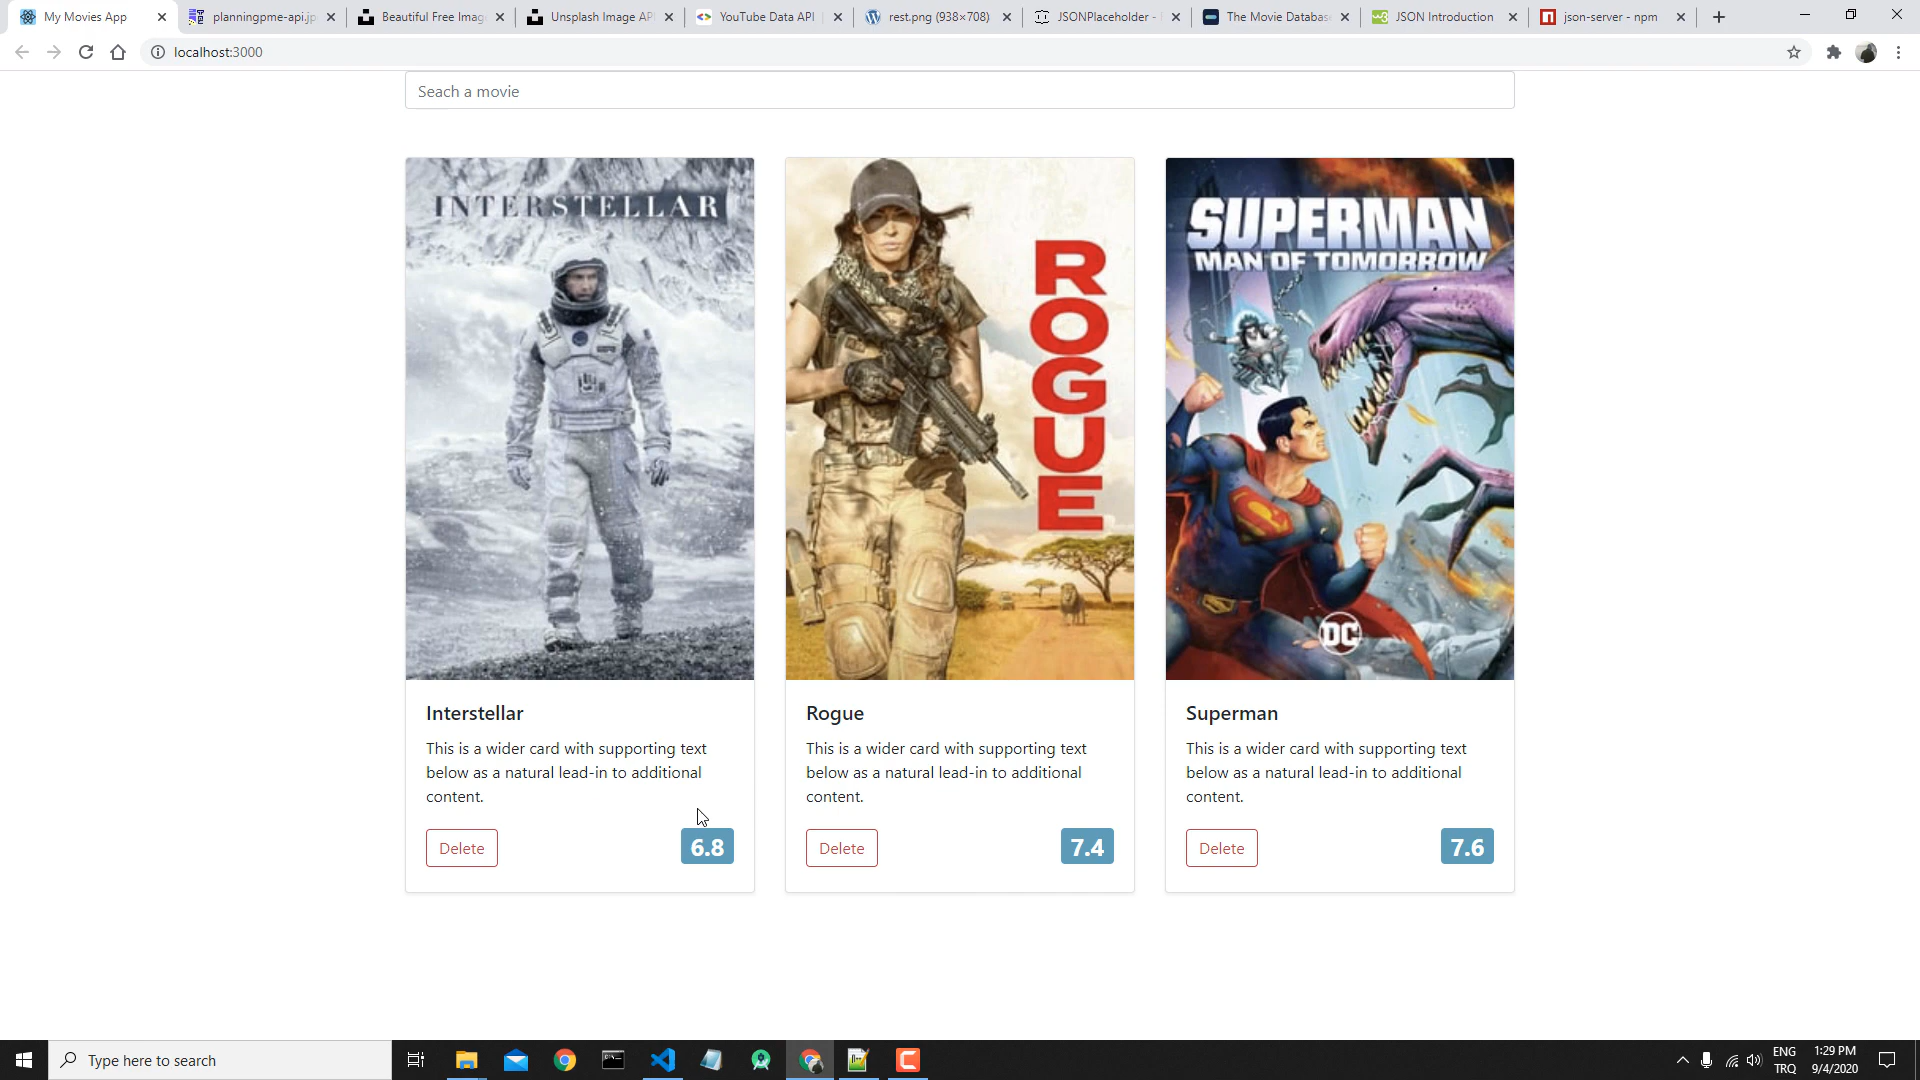 My Movies App
planningpme-api.jp
Beautiful Free Imag
Unsplash Image AP
YouTube Data API
rest.png (938×708)
JSONPlaceholder -
The Movie Databas
JSON Introduction
json-server - npm
localhost:3000
Seach a movie
INTERSTELLAR
ROGUE
SUPERMAN
MAN OF TOMORROW
DC
Interstellar
This is a wider card with supporting text
below as a natural lead-in to additional
content.
Delete
6.8
Rogue
This is a wider card with supporting text
below as a natural lead-in to additional
content.
Delete
7.4
Superman
This is a wider card with supporting text
below as a natural lead-in to additional
content.
Delete
7.6
Type here to search
ENG
TRQ
1:29 PM
9/4/2020